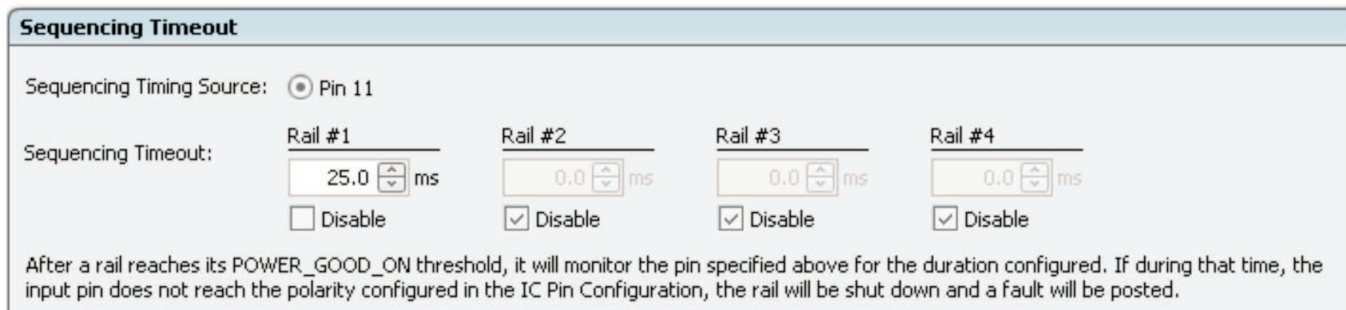 Sequencing Timeout
Sequencing Timing Source: Pin 11
Rail #1 Rail #2 Rail #3 Rail #4
Sequencing Timeout:
25.0 ms 0.0 ms 0.0 ms 0.0 ms
Disable Disable Disable Disable
After a rail reaches its POWER_GOOD_ON threshold, it will monitor the pin specified above for the duration configured. If during that time, the
input pin does not reach the polarity configured in the IC Pin Configuration, the rail will be shut down and a fault will be posted.